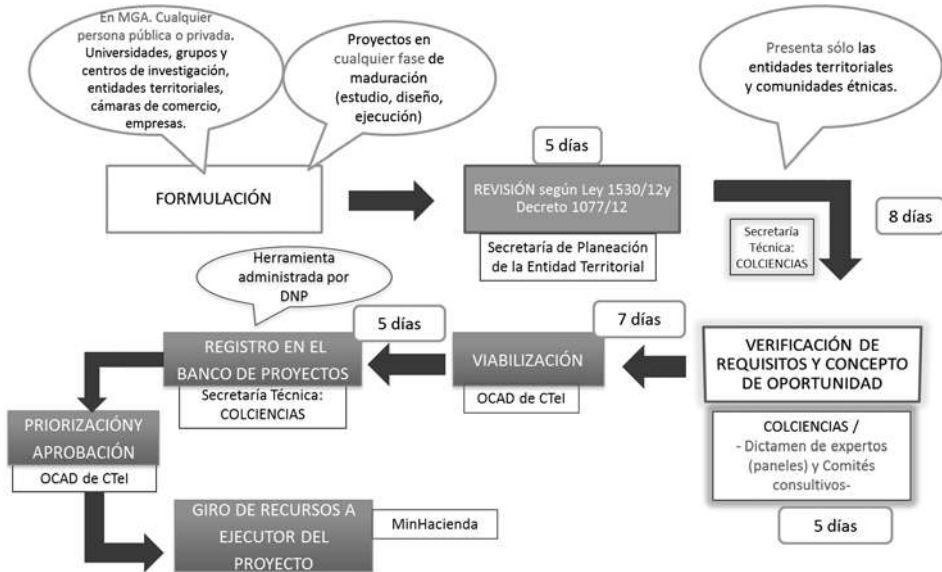 En MGA. Cualquier
persona pública o privada.
Universidades, grupos y
centros de investigación,
entidades territoriales,
cámaras de comercio,
empresas.
Proyectos en
cualquier fase de
maduración
(estudio, diseño,
ejecución)
Presenta sólo las
entidades territoriales
y comunidades étnicas.
FORMULACIÓN
5 días
REVISIÓN según Ley 1530/12y
Decreto 1077/12
Secretaría de Planeación
de la Entidad Territorial
8 días
Secretaría
Técnica:
COLCIENCIAS
VERIFICACIÓN DE
REQUISITOS Y CONCEPTO
DE OPORTUNIDAD
COLCIENCIAS /
- Dictamen de expertos
(paneles) y Comités
consultivos-
5 días
7 días
VIABILIZACIÓN
OCAD de CTeI
5 días
Herramienta
administrada por
DNP
REGISTRO EN EL
BANCO DE PROYECTOS
Secretaría Técnica:
COLCIENCIAS
PRIORIZACIÓNY
APROBACIÓN
OCAD de CTeI
GIRO DE RECURSOS A
EJECUTOR DEL
PROYECTO
MinHacienda